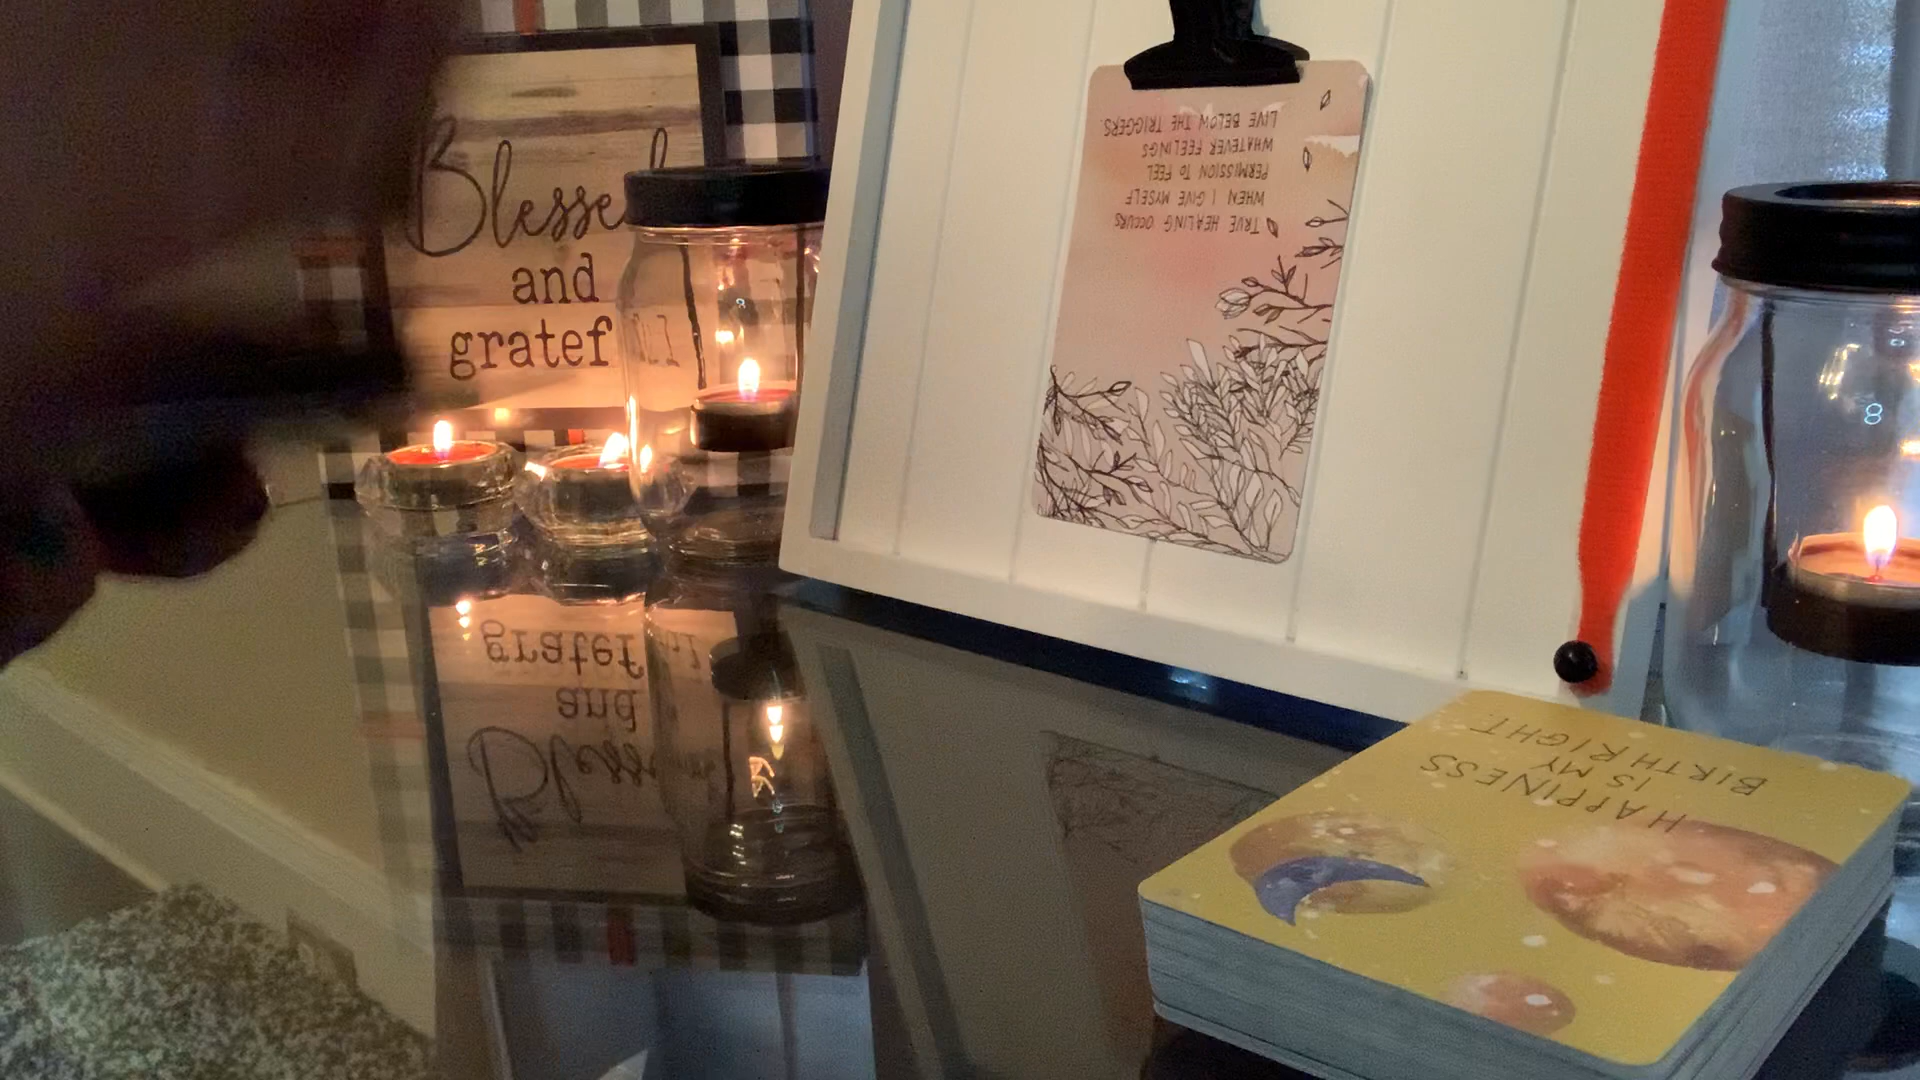 Blessed
and
grateful
TRUE HEALING OCCURS
WHEN I GIVE MYSELF
PERMISSION TO FEEL
WHATEVER FEELINGS
LIVE BELOW THE TRIGGERS.
HAPPINESS
IS MY
BIRTHRIGHT.